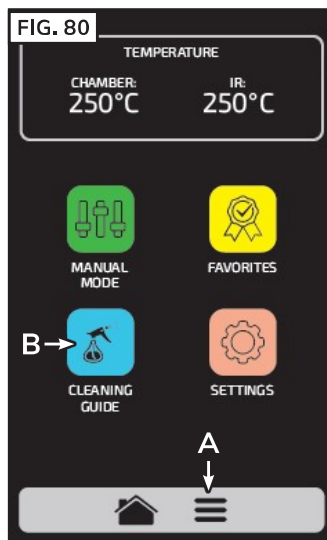 FIG. 80
TEMPERATURE
CHAMBER: IR:
250°C 250°C
MANUAL FAVORITES
MODE
B
CLEANING SETTINGS
GUIDE
A